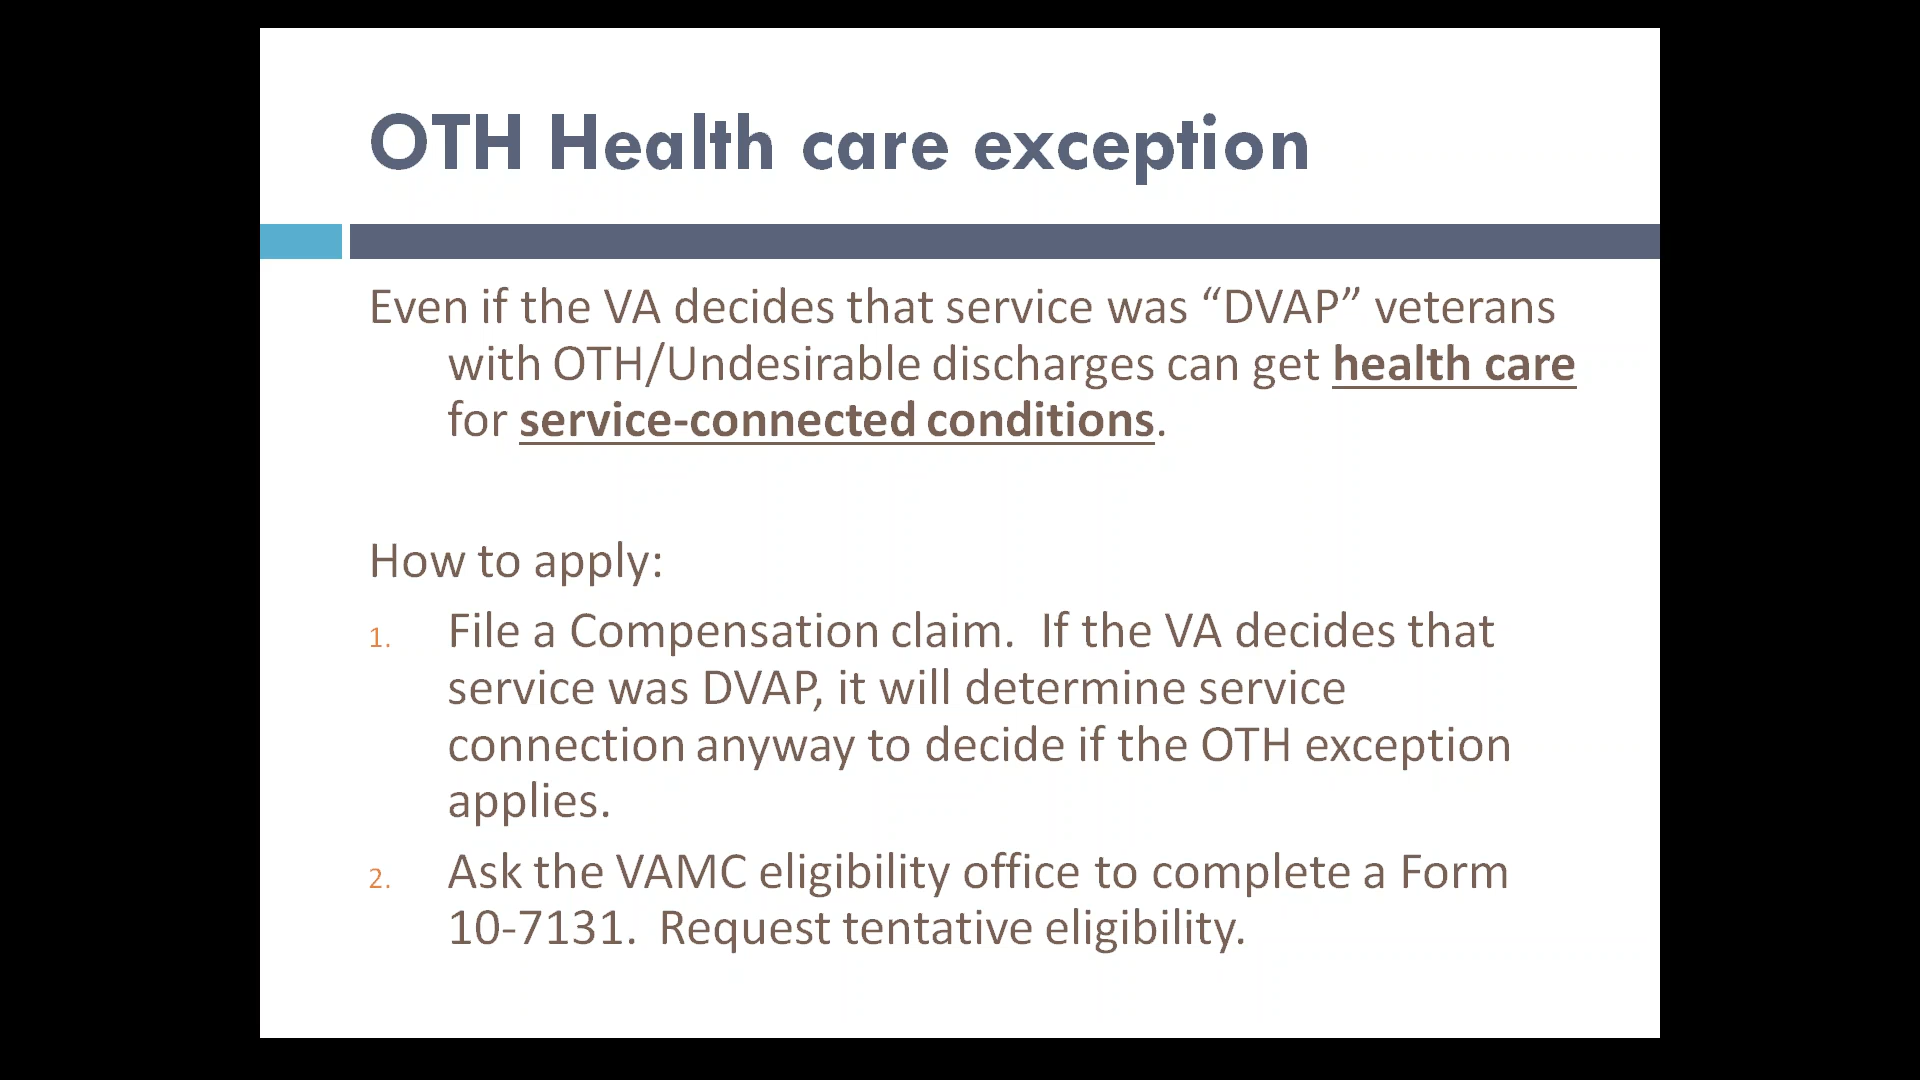 OTH Health care exception
Even if the VA decides that service was “DVAP” veterans
with OTH/Undesirable discharges can get health care
for service-connected conditions.
How to apply:
1. File a Compensation claim.  If the VA decides that
service was DVAP, it will determine service
connection anyway to decide if the OTH exception
applies.
2. Ask the VAMC eligibility office to complete a Form
10-7131.  Request tentative eligibility.